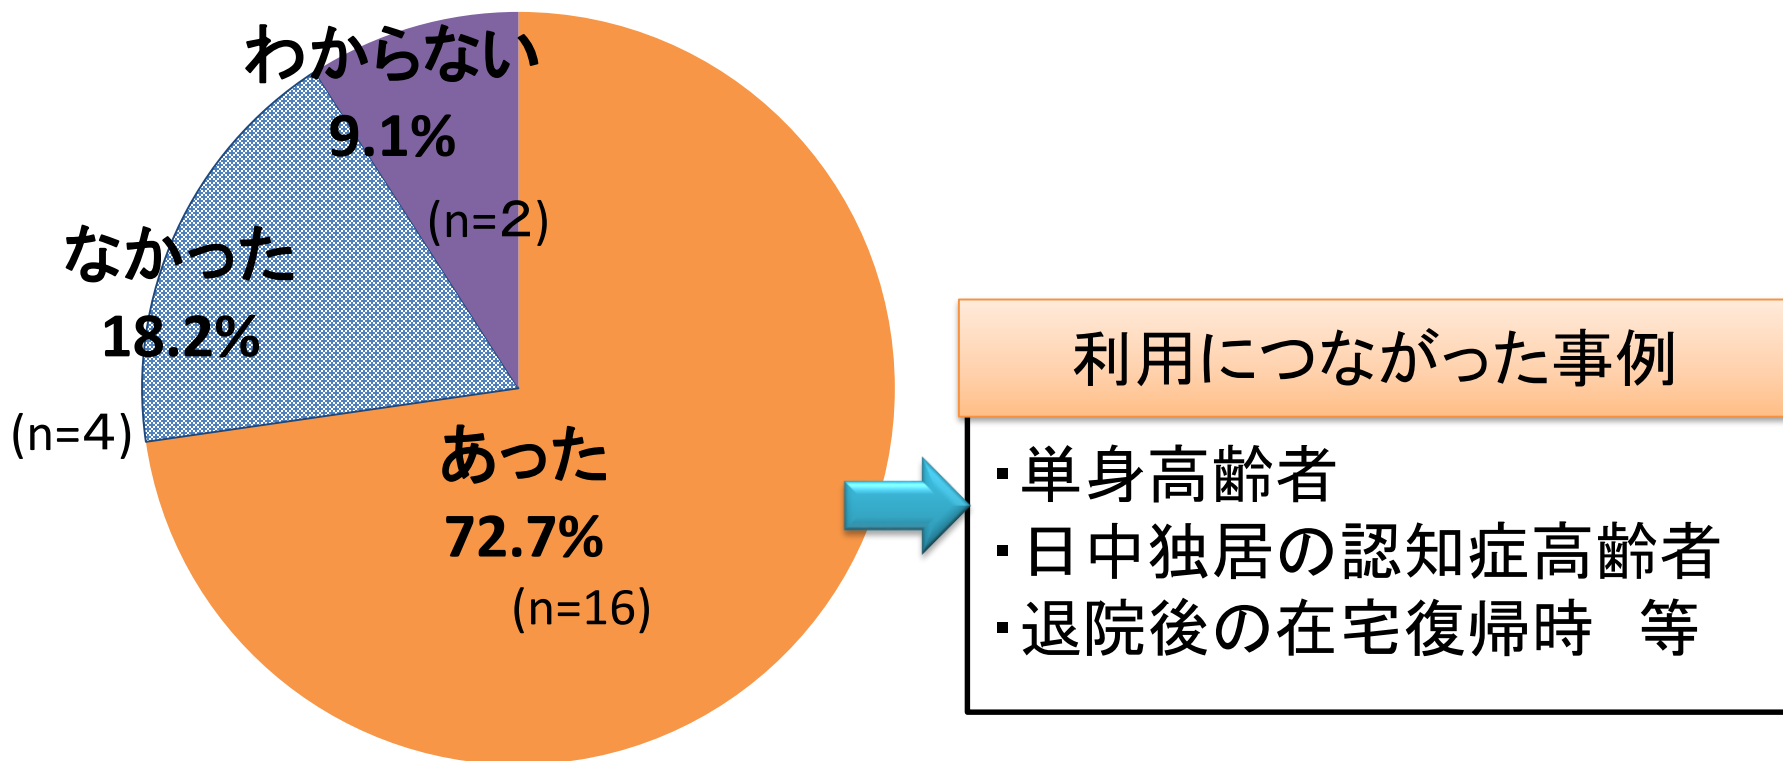 わからない
9.1%
(n=2)
なかった
18.2%
(n=4)
あった
72.7%
(n=16)
利用につながった事例
・単身高齢者
・日中独居の認知症高齢者
・退院後の在宅復帰時　等